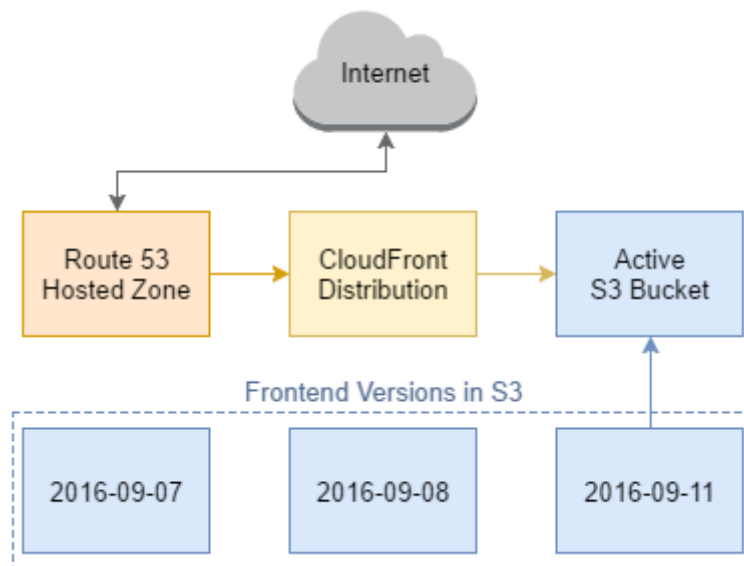 Internet
Route 53
Hosted Zone
CloudFront
Distribution
Active
S3 Bucket
Frontend Versions in S3
2016-09-07
2016-09-08
2016-09-11